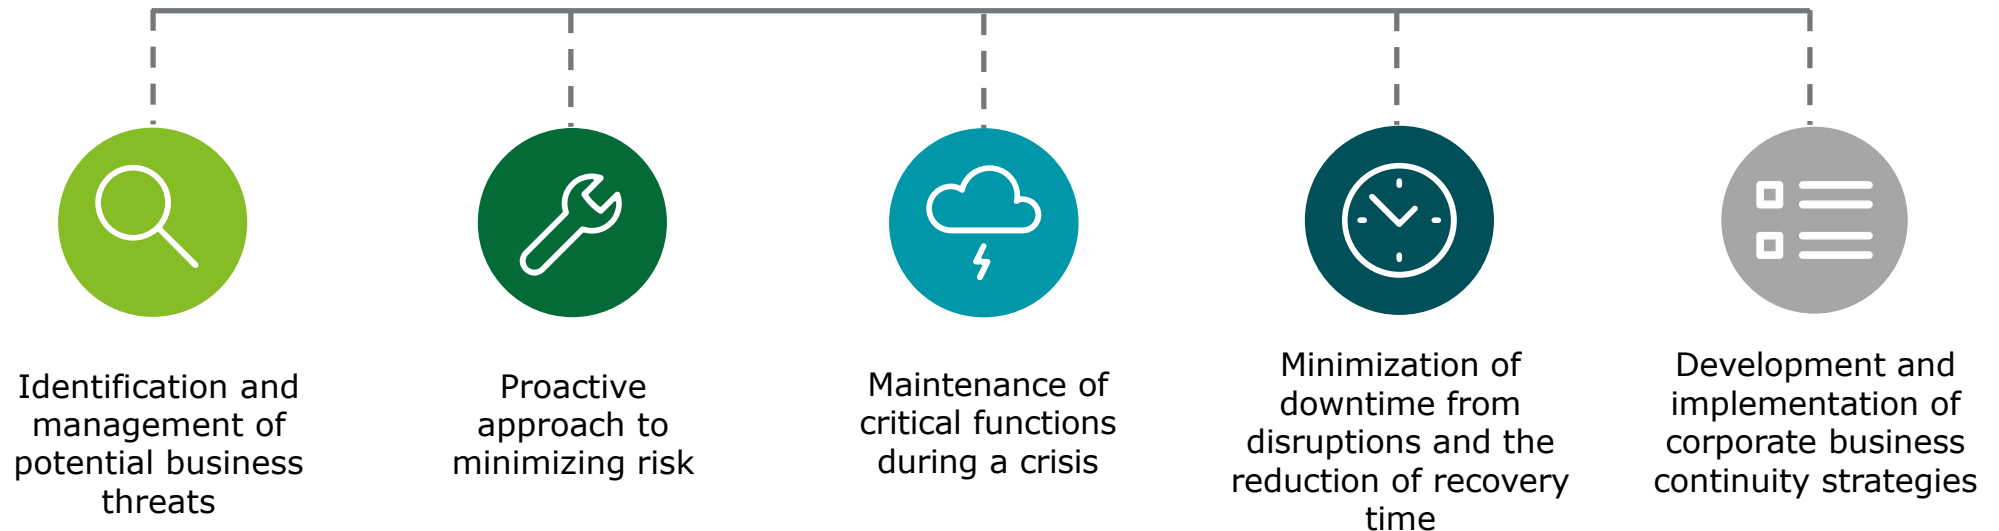 Identification and
management of
potential business
threats
Proactive
approach to
minimizing risk
Maintenance of
critical functions
during a crisis
Minimization of
downtime from
disruptions and the
reduction of recovery
time
Development and
implementation of
corporate business
continuity strategies